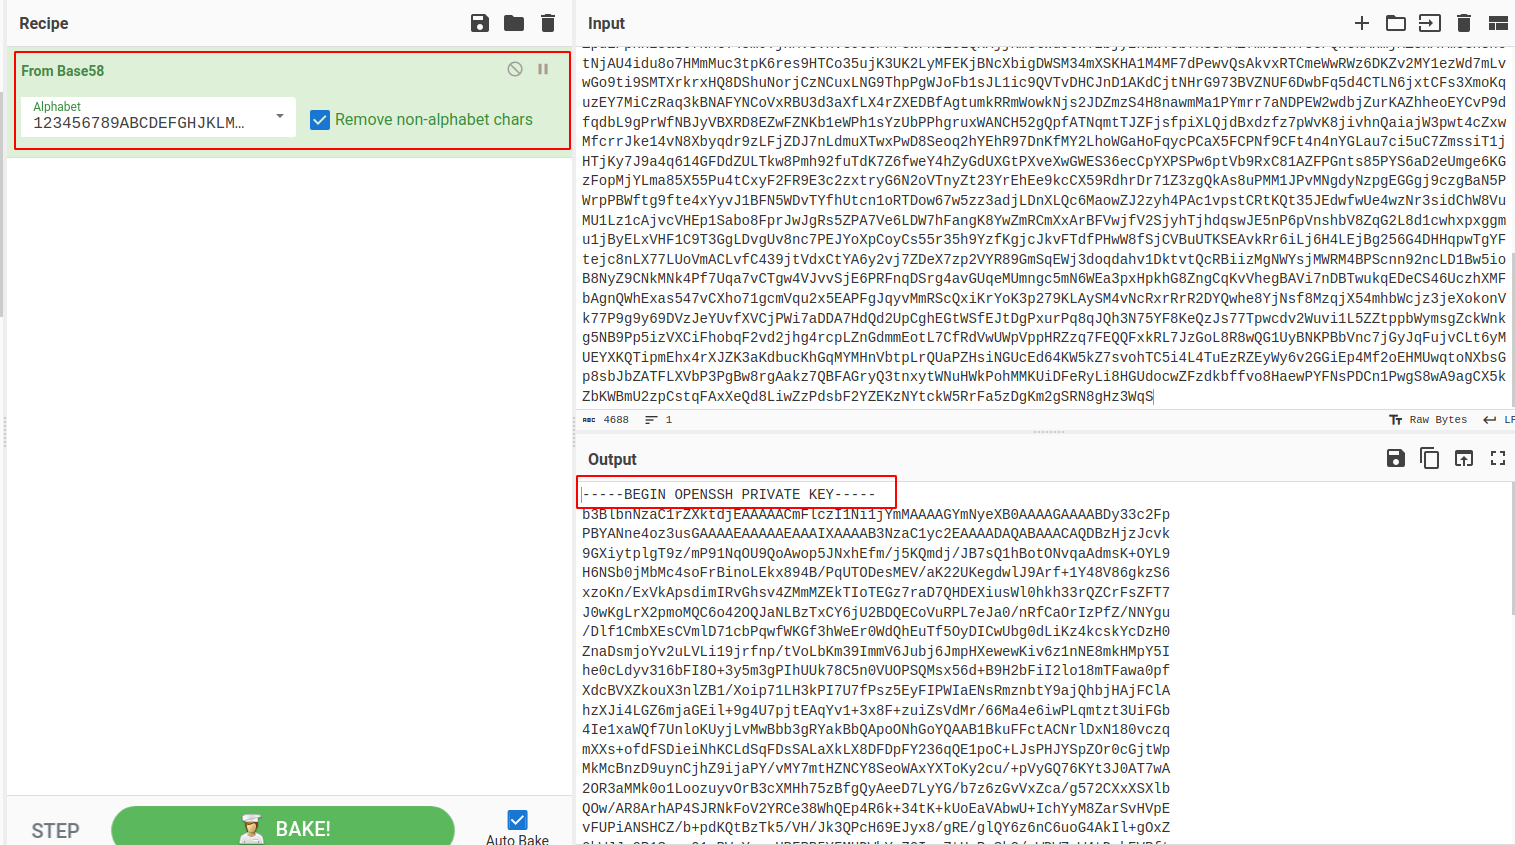 Recipe
From Base58
Alphabet
123456789ABCDEFGHJKLM…
Remove non-alphabet chars
STEP
BAKE!
Auto Bake
Input
tNjAU4idu8o7HMmMuc3tpK6res9HTCo35ujK3UK2LyMFEKjBNcXbigDWSM34mXSKHA1M4MF7dPewvQsAkvxRTCmeWwRWz6DKZv2MY1ezWd7mLv
wGo9ti9SMTXrkrxHQ8DShuNorjCzNCuxLNG9ThpPgWJoFb1sJL1ic9QVTvDHCJnD1AKdCjtNHrG973BVZNUF6DwbFq5d4CTLN6jxtCFs3XmoKq
uzEY7MiCzRaq3kBNAFYNCoVxRBU3d3aXfLX4rZXEDBfAgtumkRRmWowkNjs2JDZmzS4H8nawmMa1PYmrr7aNDPEW2wdbjZurKAZhheoEYCvP9d
fqdbL9gPrWfNBJyVBXRD8EZwFZNKb1eWPh1sYzUbPPhgruxWANCH52gQpfATNqmtTJZFjsfpiXLQjdBxdzfz7pWvK8jivhnQaiajW3pwt4cZxw
MfcrrJke14vN8Xbyqdr9zLFjZDJ7nLdmuXTwxPwD8Seoq2hYEhR97DnKfMY2LhoWGaHoFqycPCaX5FCPNf9CFt4n4nYGLau7ci5uC7ZmssiT1j
HTjKy7J9a4q614GFDdZULTkw8Pmh92fuTdK7Z6fweY4hZyGdUXGtPXveXwGWES36ecCpYXPSPw6ptVb9RxC81AZFPGnts85PYS6aD2eUmge6KG
zFopMjYLma85X55Pu4tCxyF2FR9E3c2zxtryG6N2oVTnyZt23YrEhEe9kcCX59RdhrDr71Z3zgQkAs8uPMM1JPvMNgdyNzpgEGGgj9czgBaN5P
WrpPBWftg9fte4xYyvJ1BFN5WDvTYfhUtcn1oRTDow67w5zz3adjLDnXLQc6MaowZJ2zyh4PAc1vpstCRtKQt35JEdwfwUe4wzNr3sidChW8Vu
MU1Lz1cAjvcVHEp1Sabo8FprJwJgRs5ZPA7Ve6LDW7hFangK8YwZmRCmXxArBFVwjfV2SjyhTjhdqswJE5nP6pVnshbV8ZqG2L8d1cwhxpxggm
u1jByELxVHF1C9T3GgLDvgUv8nc7PEJYoXpCoyCs55r35h9YzfKgjcJkvFTdfPHwW8fSjCVBuUTKSEAvkRr6iLj6H4LEjBg256G4DHHqpwTgYF
tejc8nLX77LUoVmACLvfC439jtVdxCtYA6y2vj7ZDeX7zp2VYR89GmSqEWj3doqdahv1DktvtQcRBiizMgNWYsjMWRM4BPScnn92ncLD1Bw5io
B8NyZ9CNkMNk4Pf7Uqa7vCTgw4VJvvSjE6PRFnqDSrg4avGUqeMUmngc5mN6WEa3pxHpkhG8ZngCqKvVhegBAVi7nDBTwukqEDeCS46UczhXMF
bAgnQWhExas547vCXho71gcmVqu2x5EAPFgJqyvMmRScQxiKrYoK3p279KLAySM4vNcRxrRrR2DYQwhe8YjNsf8MzqjX54mhbWcjz3jeXokonV
k77P9g9y69DVzJeYUvfXVCjPWi7aDDA7HdQd2UpCghEGtWSfEJtDgPxurPq8qJQh3N75YF8KeQzJs77Tpwcdv2Wuvi1L5ZZtppbWymsgZckWnk
g5NB9Pp5izVXCiFhobqF2vd2jhg4rcpLZnGdmmEotL7CfRdVwUWpVppHRZzq7FEQQFxkRL7JzGoL8R8wQG1UyBNKPBbVnc7jGyJqFujvCLt6yM
UEYXKQTipmEhx4rXJZK3aKdbucKhGqMYMHnVbtpLrQUaPZHsiNGUcEd64KW5kZ7svohTC5i4L4TuEzRZEyWy6v2GGiEp4Mf2oEHMUwqtoNXbsG
p8sbJbZATFLXVbP3PgBw8rgAakz7QBFAGryQ3tnxytWNuHWkPohMMKUiDFeRyLi8HGUdocwZFzdkbffvo8HaewPYFNsPDCn1PwgS8wA9agCX5k
ZbKWBmU2zpCstqFAxXeQd8LiwZzPdsbF2YZEKzNYtckW5RrFa5zDgKm2gSRN8gHz3WqS
ABC 4688 1 Raw Bytes LF
Output
-----BEGIN OPENSSH PRIVATE KEY-----
b3BlbnNzaC1rZXktdjEAAAAACmFlczI1Ni1jYmMAAAAGYmNyeXB0AAAAGAAAABDy33c2Fp
PBYANne4oz3usGAAAAEAAAAAEAAAIXAAAAB3NzaC1yc2EAAAADAQABAAACAQDBzHjzJcvk
9GXiytplgT9z/mP91NqOU9QoAwop5JNxhEfm/j5KQmdj/JB7sQ1hBotONvqaAdmsK+OYL9
H6NSb0jMbMc4soFrBinoLEkx894B/PqUTODesMEV/aK22UKegdwlJ9Arf+1Y48V86gkzS6
xzoKn/ExVkApsdimIRvGhsv4ZMmMZEkTIoTEGz7raD7QHDEXiusWl0hkh33rQZCrFsZFT7
J0wKgLrX2pmoMQC6o42OQJaNLBzTxCY6jU2BDQECoVuRPL7eJa0/nRfCaOrIzPfZ/NNYgu
/Dlf1CmbXEsCVmlD71cbPqwfWKGf3hWeEr0WdQhEuTf5OyDICwUbg0dLiKz4kcskYcDzH0
ZnaDsmjoYv2uLVLi19jrfnp/tVoLbKm39ImmV6Jubj6JmpHXewewKiv6z1nNE8mkHMpY5I
he0cLdyv316bFI8O+3y5m3gPIhUUk78C5n0VUOPSQMsx56d+B9H2bFiI2lo18mTFawa0pf
XdcBVXZkouX3nlZB1/Xoip71LH3kPI7U7fPsz5EyFIPWIaENsRmznbtY9ajQhbjHAjFClA
hzXJi4LGZ6mjaGEil+9g4U7pjtEAqYv1+3x8F+zuiZsVdMr/66Ma4e6iwPLqmtzt3UiFGb
4Ie1xaWQf7UnloKUyjLvMwBbb3gRYakBbQApoONhGoYQAAB1BkuFFctACNrlDxN180vczq
mXXs+ofdFSDieiNhKCLdSqFDsSALaXkLX8DFDpFY236qQE1poC+LJsPHJYSpZOr0cGjtWp
MkMcBnzD9uynCjhZ9ijaPY/vMY7mtHZNCY8SeoWAxYXToKy2cu/+pVyGQ76KYt3J0AT7wA
2OR3aMMk0o1LoozuyvOrB3cXMHh75zBfgQyAeeD7LyYG/b7z6zGvVxZca/g572CXxXSXlb
QOw/AR8ArhAP4SJRNkFoV2YRCe38WhQEp4R6k+34tK+kUoEaVAbwU+IchYyM8ZarSvHVpE
vFUPiANSHCZ/b+pdKQtBzTk5/VH/Jk3QPcH69EJyx8/gRE/glQY6z6nC6uoG4AkIl+gOxZ